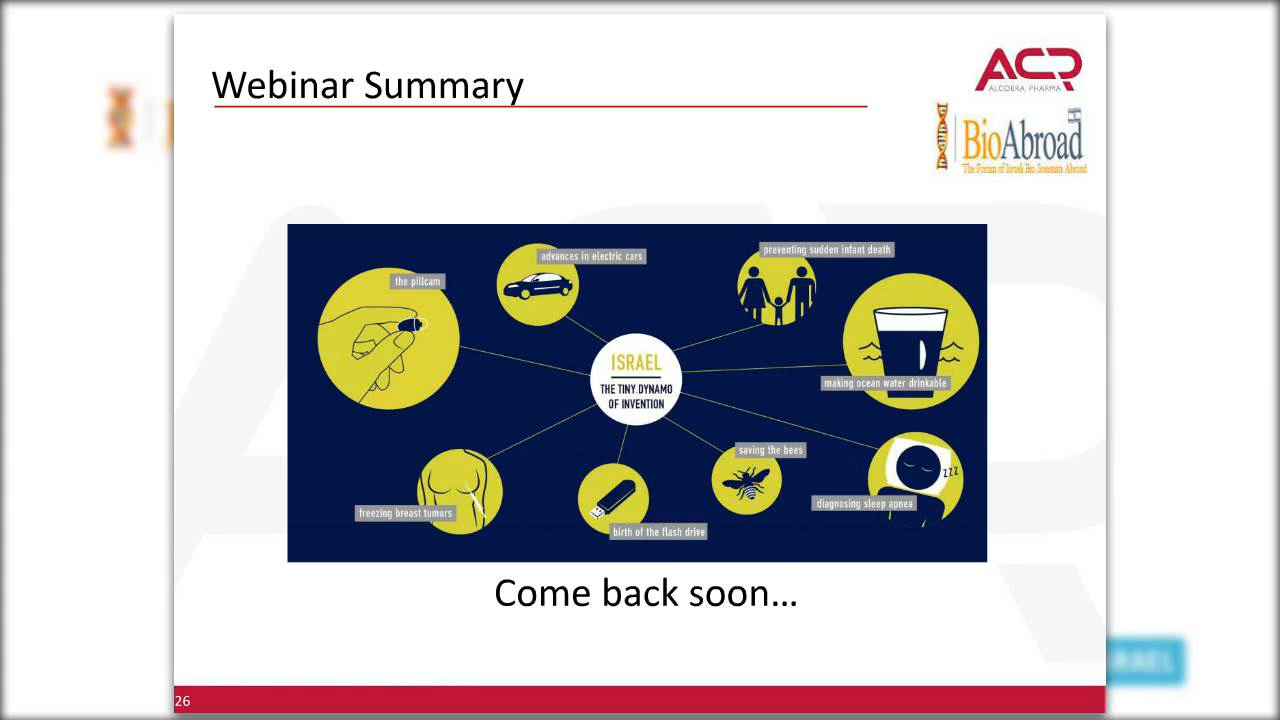 Webinar Summary
ACP
ALCOBRA PHARMA
BioAbroad
The Forum of Israeli Bio Scientists Abroad
advances in electric cars
preventing sudden infant death
the pillcam
ISRAEL
THE TINY DYNAMO
OF INVENTION
making ocean water drinkable
saving the bees
zzz
diagnosing sleep apnea
freezing breast tumors
birth of the flash drive
Come back soon...
26